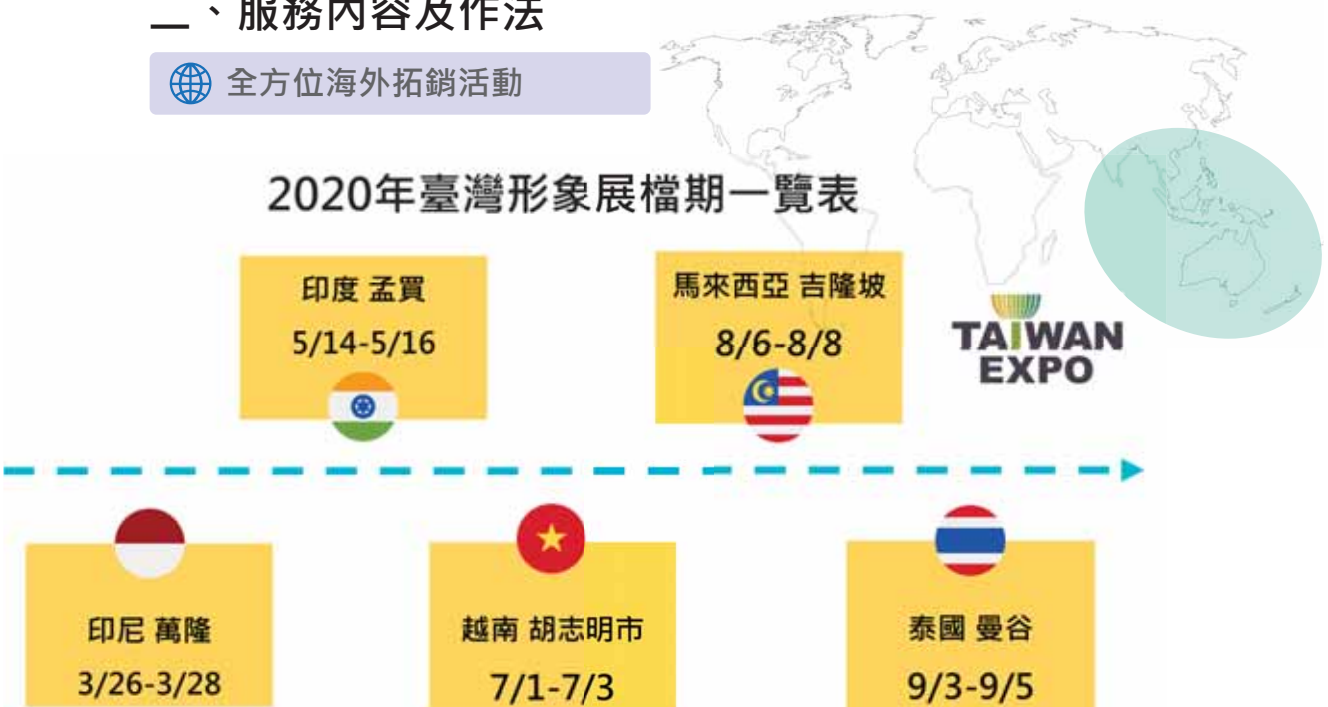 二、服務內容及作法
全方位海外拓銷活動
2020年臺灣形象展檔期一覽表
印度 孟買
5/14-5/16
馬來西亞 吉隆坡
8/6-8/8
TAIWAN
EXPO
印尼 萬隆
3/26-3/28
越南 胡志明市
7/1-7/3
泰國 曼谷
9/3-9/5